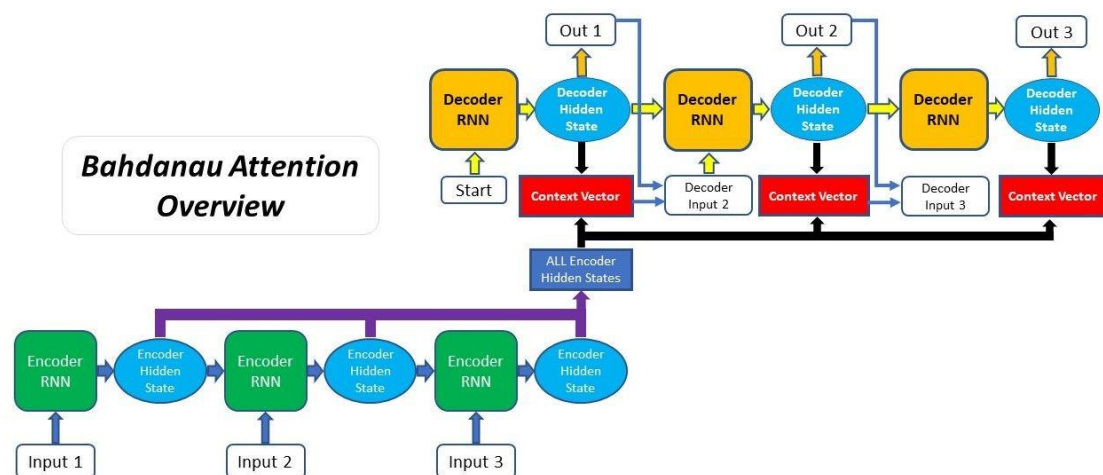 Out 1
Out 2
Out 3
Decoder
RNN
Decoder
Hidden
State
Decoder
RNN
Decoder
Hidden
State
Decoder
RNN
Decoder
Hidden
State
Bahdanau Attention
Overview
Start
Context Vector
Decoder
Input 2
Context Vector
Decoder
Input 3
Context Vector
ALL Encoder
Hidden States
Encoder
RNN
Encoder
Hidden
State
Encoder
RNN
Encoder
Hidden
State
Encoder
RNN
Encoder
Hidden
State
Input 1
Input 2
Input 3